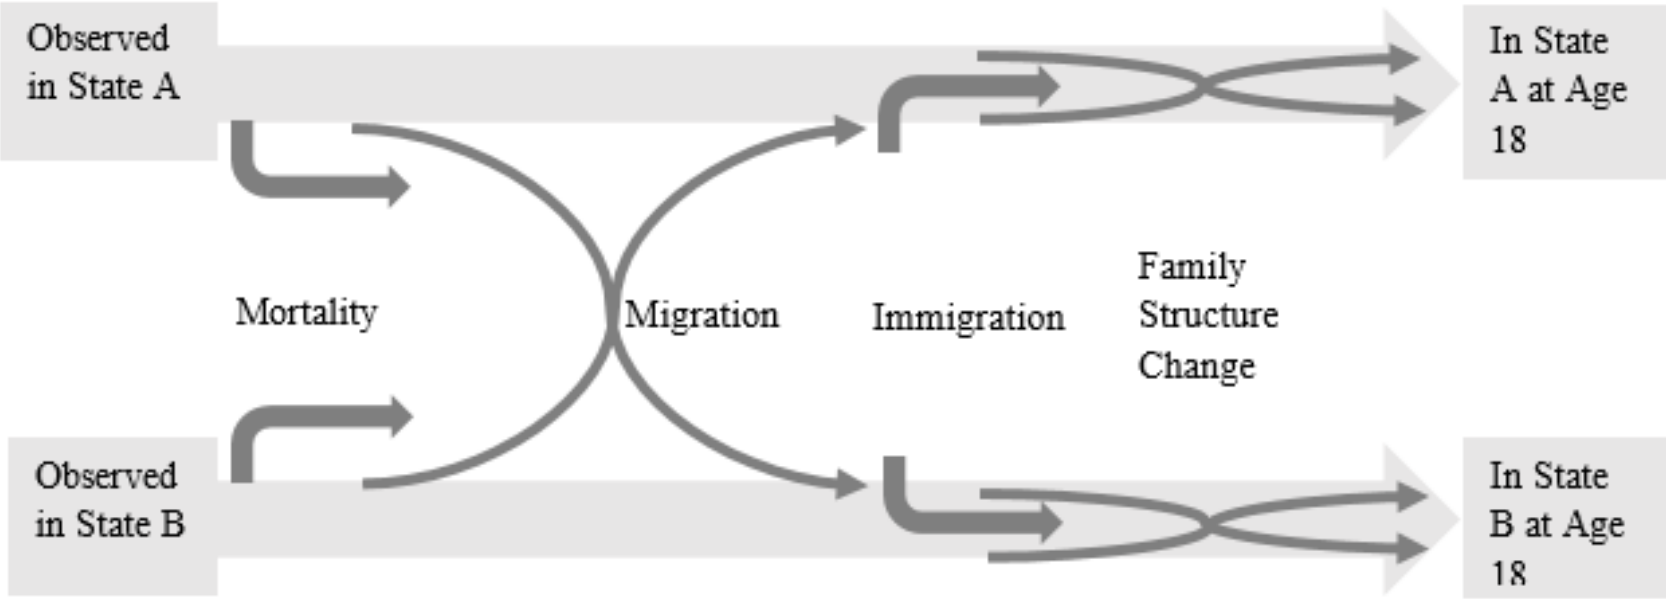 Observed
in State A
In State
A at Age
18
Mortality
Migration
Immigration
Family
Structure
Change
Observed
in State B
In State
B at Age
18